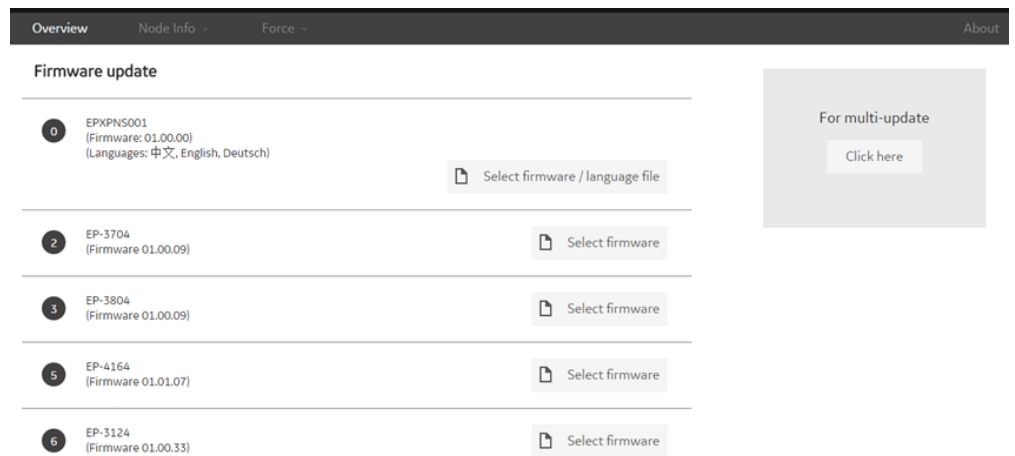 Overview Node Info Force About
Firmware update
0
EPXPNS001
(Firmware: 01.00.00)
(Languages: 中文, English, Deutsch)
Select firmware / language file
For multi-update
Click here
2
EP-3704
(Firmware 01.00.09)
Select firmware
3
EP-3804
(Firmware 01.00.09)
Select firmware
5
EP-4164
(Firmware 01.01.07)
Select firmware
6
EP-3124
(Firmware 01.00.33)
Select firmware